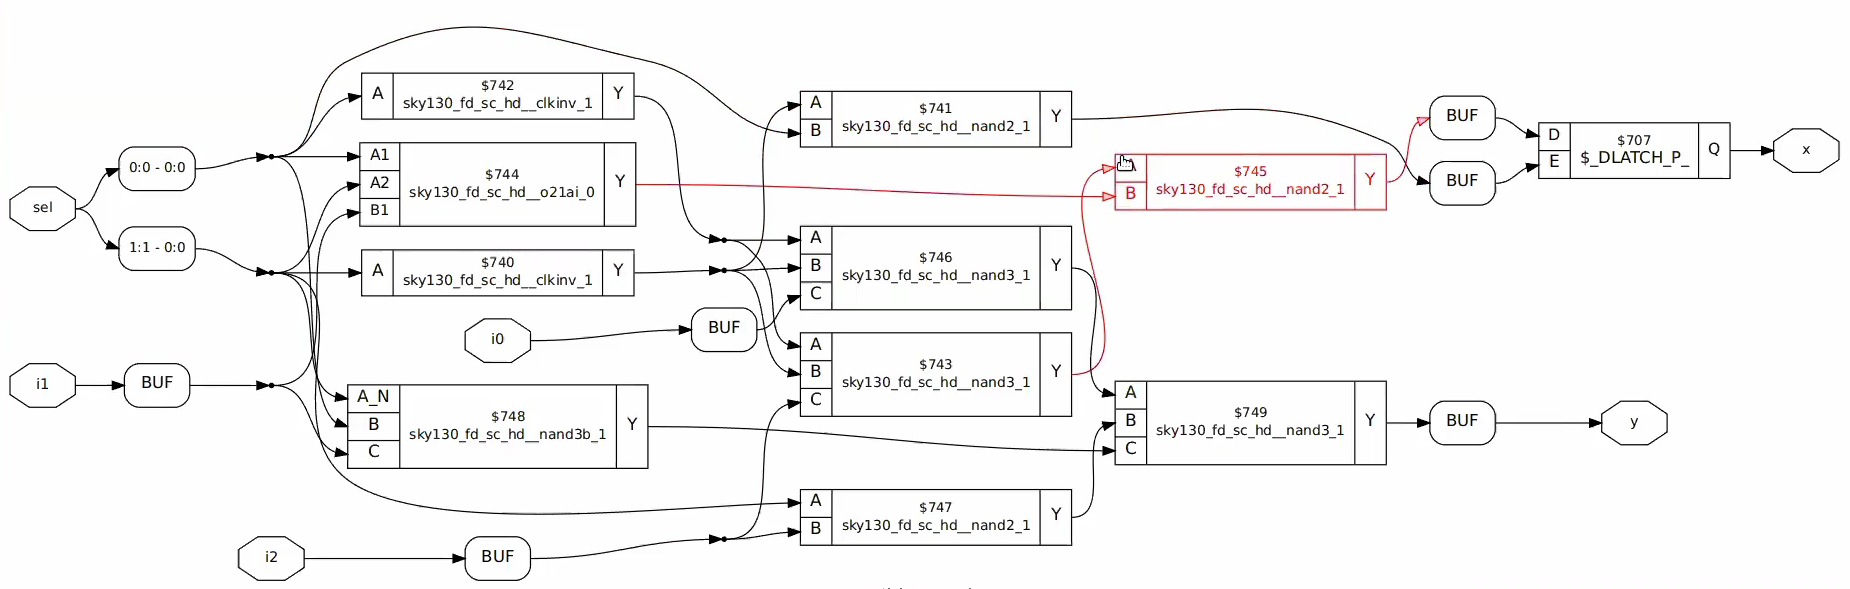 sel
0:0 - 0:0
1:1 - 0:0
i1
BUF
i2
BUF
A
$742
sky130_fd_sc_hd__clkinv_1
Y
A1
A2
B1
$744
sky130_fd_sc_hd__o21ai_0
Y
A
$740
sky130_fd_sc_hd__clkinv_1
Y
i0
BUF
A_N
B
C
$748
sky130_fd_sc_hd__nand3b_1
Y
A
B
$741
sky130_fd_sc_hd__nand2_1
Y
A
B
C
$746
sky130_fd_sc_hd__nand3_1
Y
A
B
C
$743
sky130_fd_sc_hd__nand3_1
Y
A
B
$747
sky130_fd_sc_hd__nand2_1
Y
B
$745
sky130_fd_sc_hd__nand2_1
Y
A
B
C
$749
sky130_fd_sc_hd__nand3_1
Y
BUF
BUF
D
E
$707
$_DLATCH_P_
Q
x
BUF
y